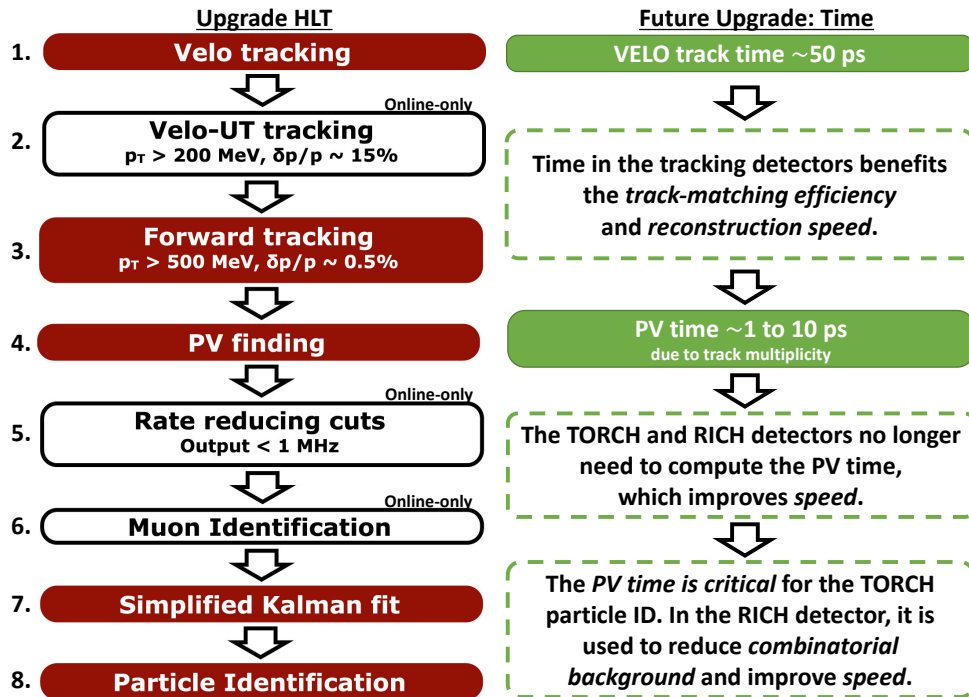 Upgrade HLT
1.
Velo tracking
Online-only
2.
Velo-UT tracking
pT > 200 MeV, δp/p ~ 15%
3.
Forward tracking
pT > 500 MeV, δp/p ~ 0.5%
4.
PV finding
Online-only
5.
Rate reducing cuts
Output < 1 MHz
Online-only
6.
Muon Identification
7.
Simplified Kalman fit
8.
Particle Identification
Future Upgrade: Time
VELO track time ~50 ps
Time in the tracking detectors benefits
the track-matching efficiency
and reconstruction speed.
PV time ~1 to 10 ps
due to track multiplicity
The TORCH and RICH detectors no longer
need to compute the PV time,
which improves speed.
The PV time is critical for the TORCH
particle ID. In the RICH detector, it is
used to reduce combinatorial
background and improve speed.